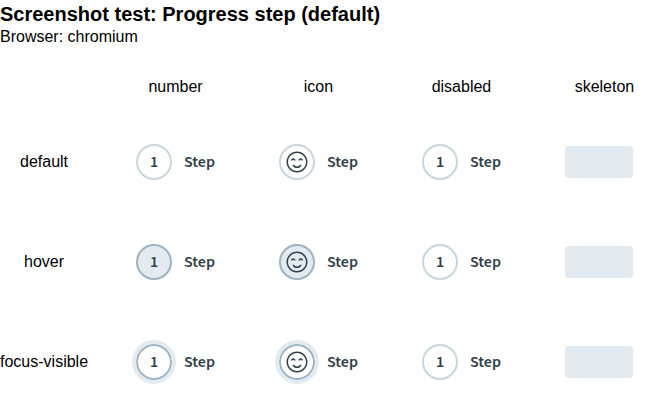 Screenshot test: Progress step (default)
Browser: chromium
number icon disabled skeleton
default 1 Step Step 1 Step
hover 1 Step Step 1 Step
focus-visible 1 Step Step 1 Step